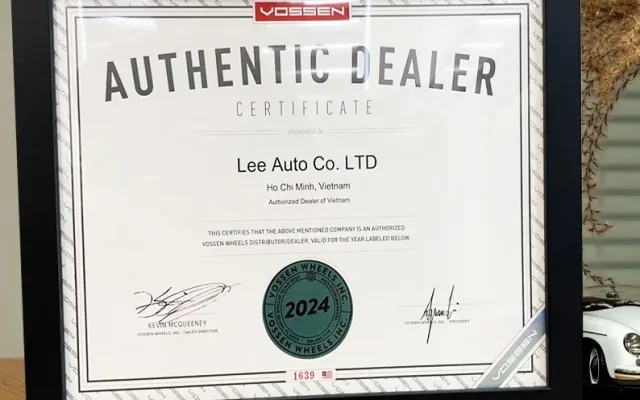 VOSSEN
AUTHENTIC DEALER
CERTIFICATE
awarded to
Lee Auto Co. LTD
Ho Chi Minh, Vietnam
Authorized Dealer of Vietnam
THIS CERTIFIES THAT THE ABOVE MENTIONED COMPANY IS AN AUTHORIZED
VOSSEN WHEELS DISTRIBUTOR/DEALER, VALID FOR THE YEAR LABELED BELOW
VOSSEN WHEELS INC.
2024
VOSSEN WHEELS INC.
KEVIN MCQUEENEY
VOSSEN WHEELS, INC. / SALES DIRECTOR
VOSSEN WHEELS, INC. PRESIDENT
1639
VOSSEN